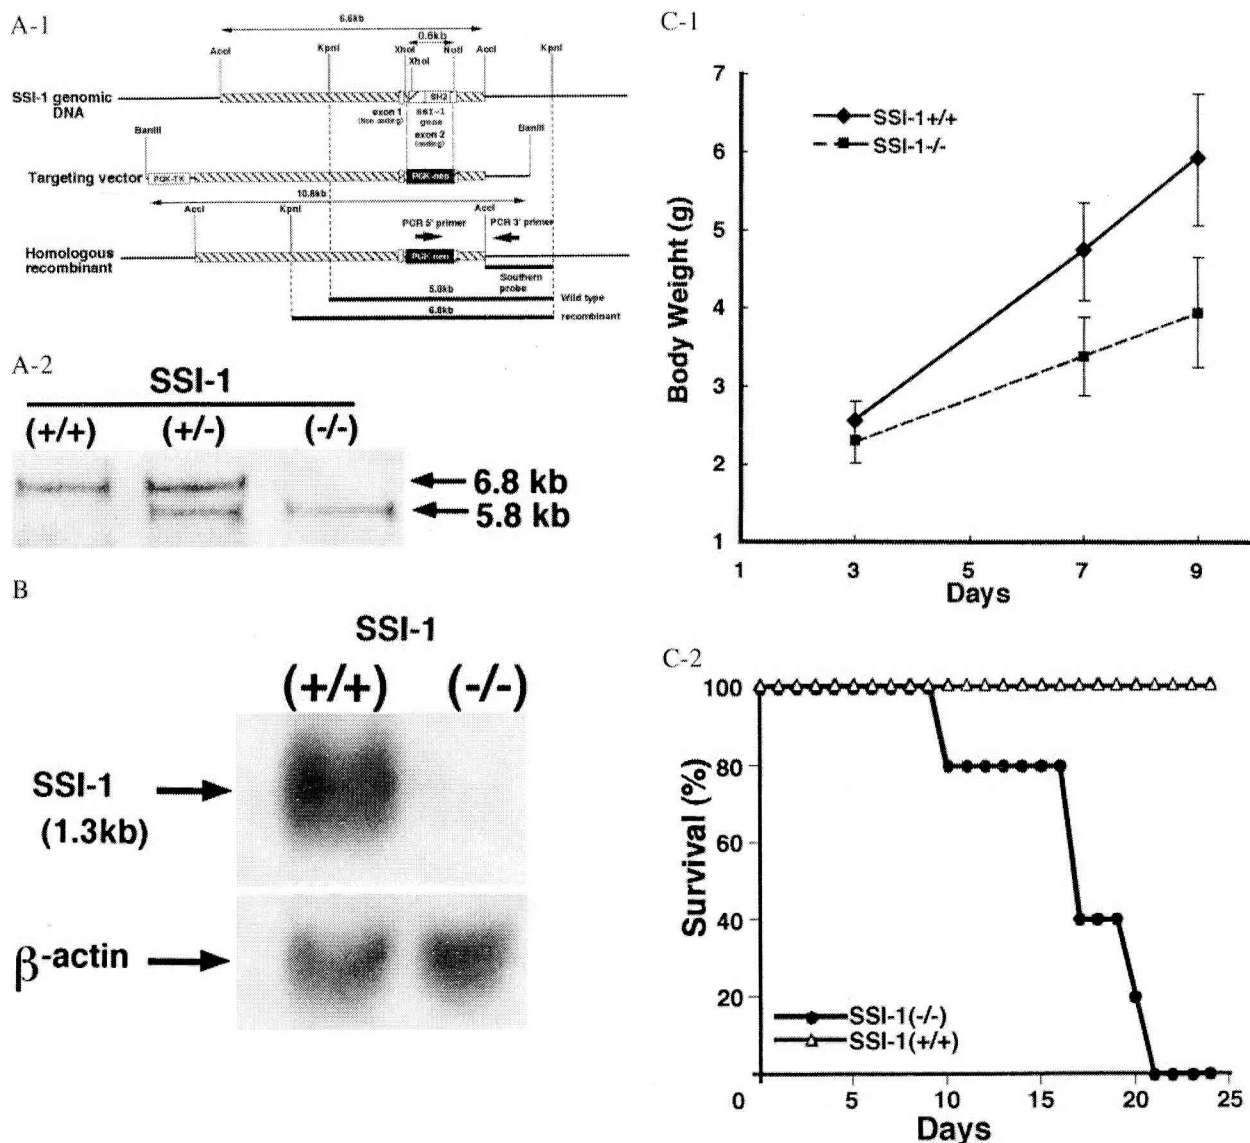 A-1
6.6kb
0.6kb
AccI KpnI XhoI NotI AccI KpnI
XhoI
SSI-1 genomic
DNA
SH2
exon 1
(Non coding)
SSI-1
gene
exon 2
(coding)
BanIII BanIII
Targeting vector
PGK-TK
PGK-neo
10.8kb
AccI KpnI AccI
PCR 5' primer PCR 3' primer
Homologous
recombinant
PGK-neo
Southern
probe
5.8kb Wild type
6.8kb recombinant
A-2
SSI-1
(+/+) (+/-) (-/-)
6.8 kb
5.8 kb
B
SSI-1
(+/+) (-/-)
SSI-1
(1.3kb)
β-actin
C-1
Body Weight (g)
7
6
5
4
3
2
1
SSI-1+/+
SSI-1-/-
1 3 5 7 9
Days
C-2
Survival (%)
100
80
60
40
20
SSI-1(-/-)
SSI-1(+/+)
0 5 10 15 20 25
Days